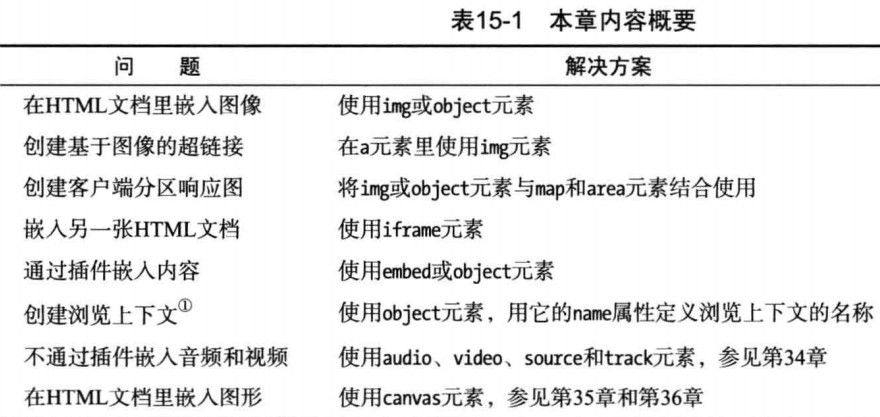 表15-1 本章内容概要
问 题 解决方案
在HTML文档里嵌入图像 使用img或object元素
创建基于图像的超链接 在a元素里使用img元素
创建客户端分区响应图 将img或object元素与map和area元素结合使用
嵌入另一张HTML文档 使用iframe元素
通过插件嵌入内容 使用embed或object元素
创建浏览上下文① 使用object元素，用它的name属性定义浏览上下文的名称
不通过插件嵌入音频和视频 使用audio、video、source和track元素，参见第34章
在HTML文档里嵌入图形 使用canvas元素，参见第35章和第36章